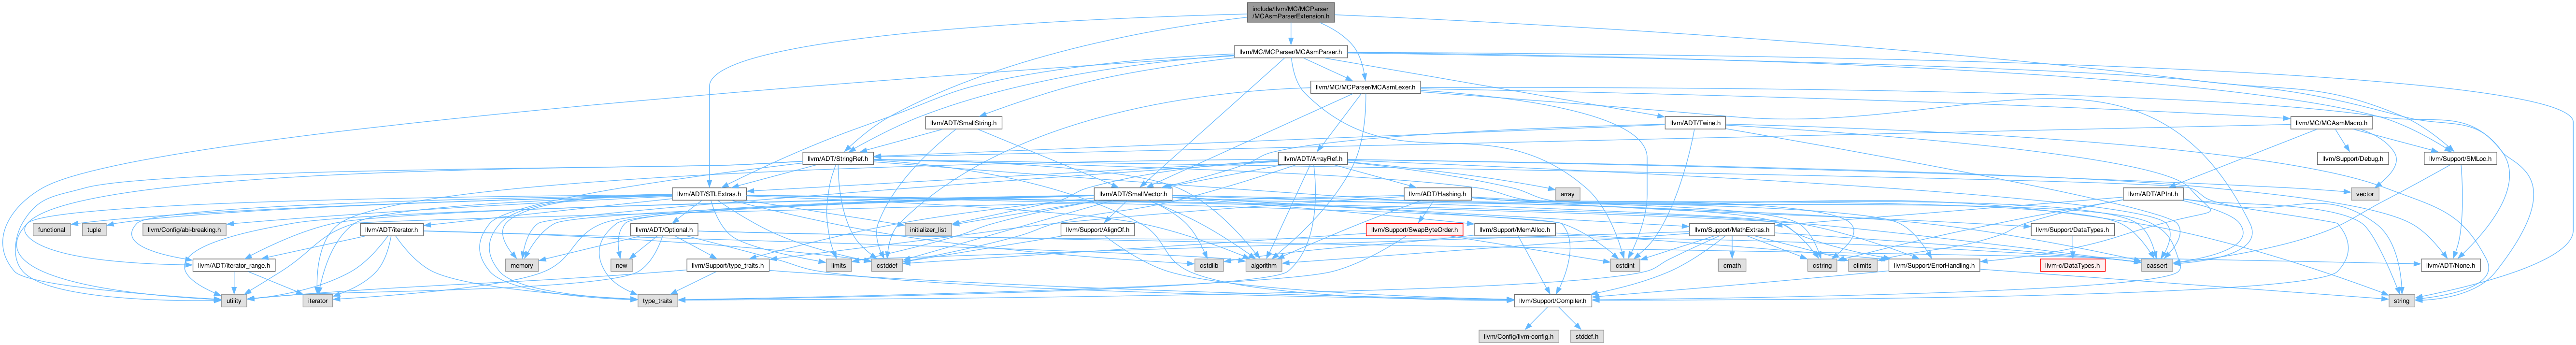 include/llvm/MC/MCParser
/MCAsmParserExtension.h
llvm/MC/MCParser/MCAsmParser.h
llvm/MC/MCParser/MCAsmLexer.h
llvm/ADT/SmallString.h
llvm/ADT/Twine.h
llvm/MC/MCAsmMacro.h
llvm/ADT/StringRef.h
llvm/ADT/ArrayRef.h
llvm/Support/Debug.h
llvm/Support/SMLoc.h
llvm/ADT/STLExtras.h
llvm/ADT/SmallVector.h
llvm/ADT/Hashing.h
array
llvm/ADT/APInt.h
vector
functional
tuple
llvm/Config/abi-breaking.h
llvm/ADT/iterator.h
llvm/ADT/Optional.h
initializer_list
llvm/Support/AlignOf.h
llvm/Support/SwapByteOrder.h
llvm/Support/MemAlloc.h
llvm/Support/MathExtras.h
llvm/Support/DataTypes.h
llvm/ADT/iterator_range.h
memory
new
llvm/Support/type_traits.h
limits
cstddef
cstdlib
algorithm
cstdint
cmath
cstring
climits
llvm/Support/ErrorHandling.h
llvm-c/DataTypes.h
cassert
llvm/ADT/None.h
utility
iterator
type_traits
llvm/Support/Compiler.h
string
llvm/Config/llvm-config.h
stddef.h